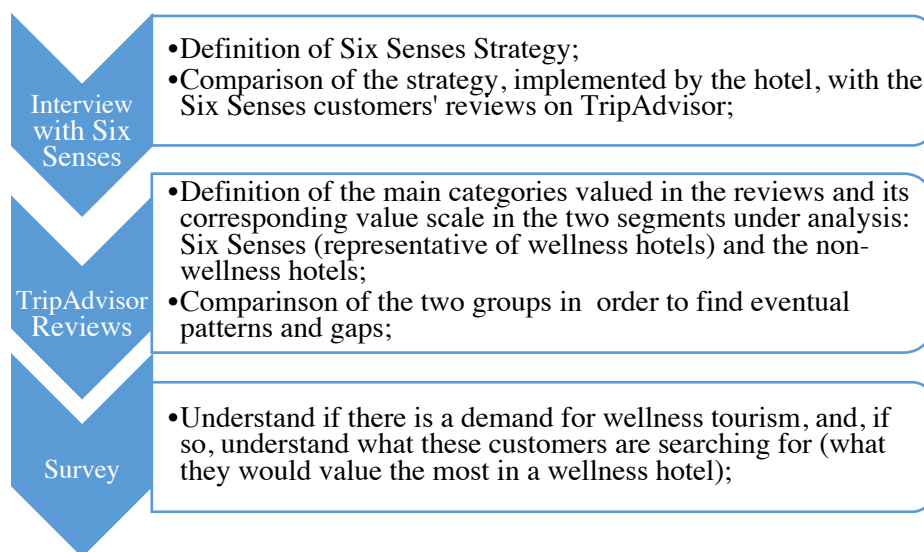 Interview
with Six
Senses
•Definition of Six Senses Strategy;
•Comparison of the strategy, implemented by the hotel, with the
Six Senses customers' reviews on TripAdvisor;
TripAdvisor
Reviews
•Definition of the main categories valued in the reviews and its
corresponding value scale in the two segments under analysis:
Six Senses (representative of wellness hotels) and the non-
wellness hotels;
•Comparinson of the two groups in order to find eventual
patterns and gaps;
Survey
•Understand if there is a demand for wellness tourism, and, if
so, understand what these customers are searching for (what
they would value the most in a wellness hotel);